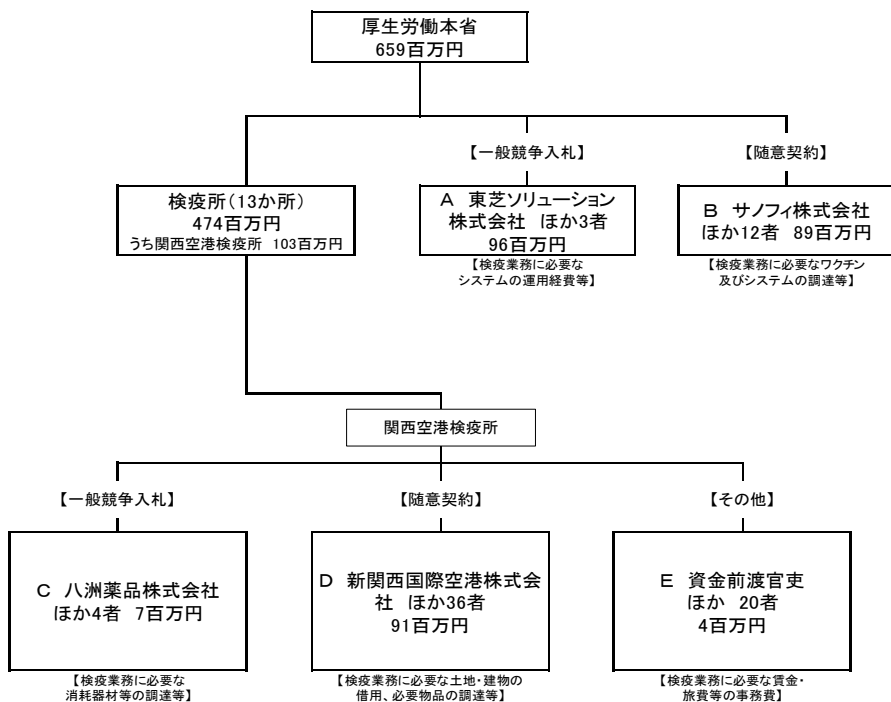 厚生労働本省
659百万円
【一般競争入札】
【随意契約】
検疫所(13か所)
474百万円
うち関西空港検疫所 103百万円
A 東芝ソリューション
株式会社 ほか3者
96百万円
B サノフィ株式会社
ほか12者 89百万円
【検疫業務に必要な
システムの運用経費等】
【検疫業務に必要なワクチン
及びシステムの調達等】
関西空港検疫所
【一般競争入札】
【随意契約】
【その他】
C 八洲薬品株式会社
ほか4者 7百万円
D 新関西国際空港株式会
社 ほか36者
91百万円
E 資金前渡官吏
ほか 20者
4百万円
【検疫業務に必要な
消耗器材等の調達等】
【検疫業務に必要な土地・建物の
借用、必要物品の調達等】
【検疫業務に必要な賃金・
旅費等の事務費】